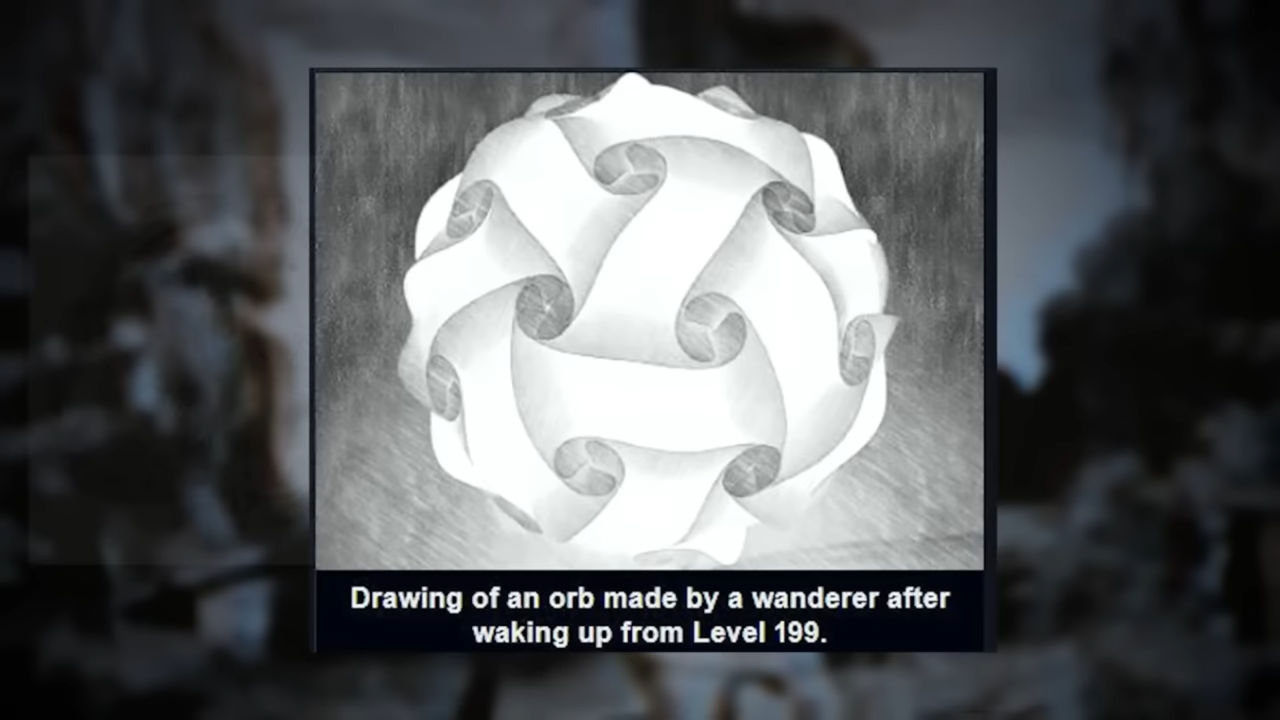 Drawing of an orb made by a wanderer after
waking up from Level 199.